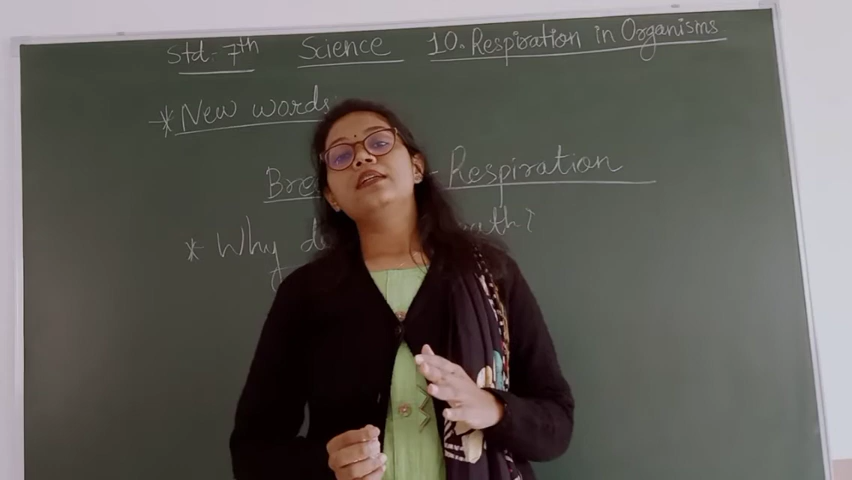 Std:- 7th Science 10. Respiration in Organisms
* New words:
- Respiration
* Why